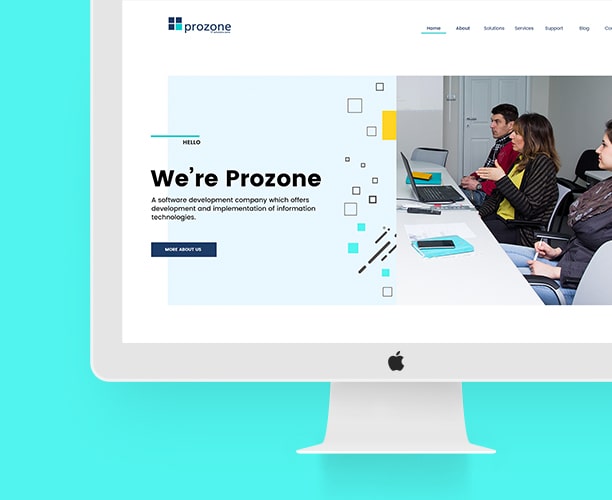 prozone
Home About Solutions Services Support Blog
HELLO
We're Prozone
A software development company which offers
development and implementation of information
technologies.
MORE ABOUT US